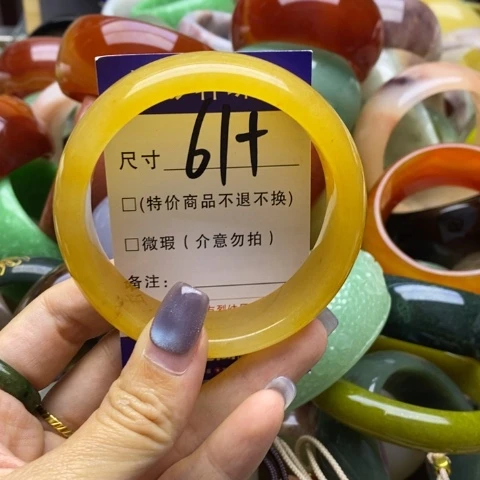 尺寸 61+
□(特价商品不退不换)
□微瑕(介意勿拍)
备注: